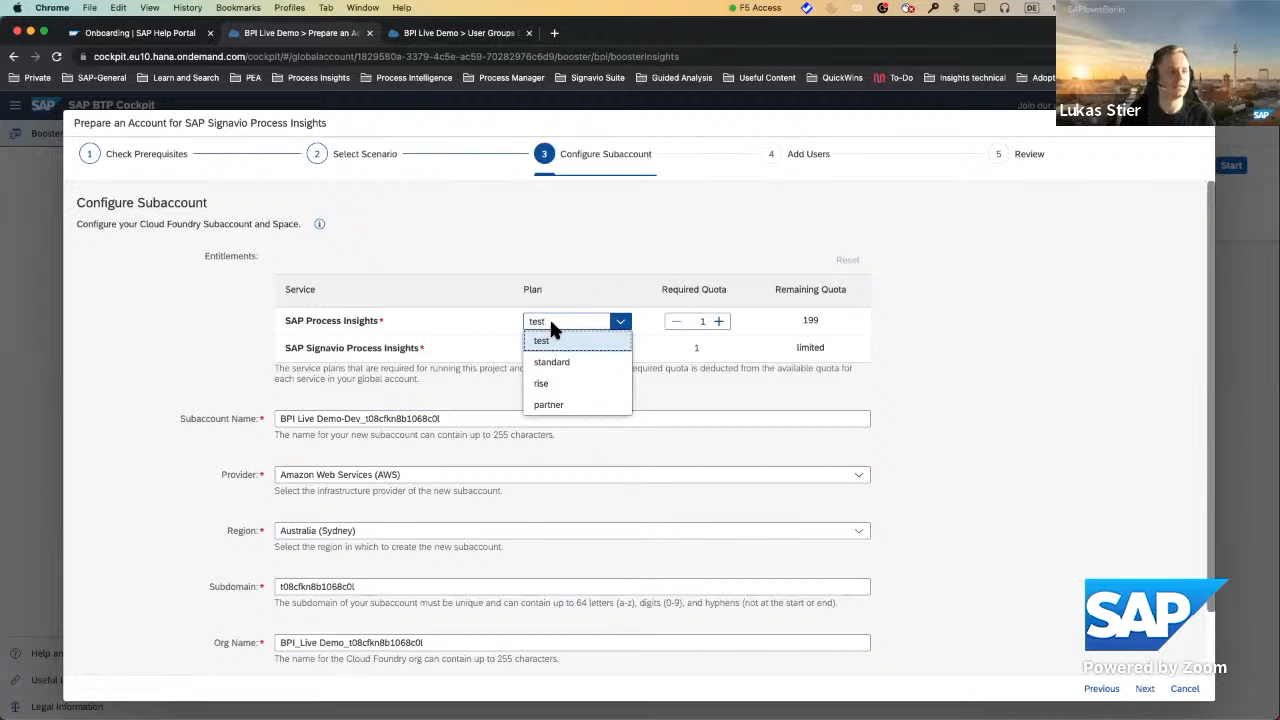 Chrome File Edit View History Bookmarks Profiles Tab Window Help F5 Access DE
Onboarding | SAP Help Portal
BPI Live Demo > Prepare an Ac
BPI Live Demo > User Groups
cockpit.eu10.hana.ondemand.com/cockpit/#/globalaccount/1829580a-3379-4c5e-ac59-70282976c6d9/booster/bpi/boosterinsights
Private SAP-General Learn and Search PEA Process Insights Process Intelligence Process Manager Signavio Suite Guided Analysis Useful Content QuickWins To-Do Insights technical Adop
SAPlovesBerlin
Lukas Stier
SAP
SAP SAP BTP Cockpit
Join our
Booster
Start
Prepare an Account for SAP Signavio Process Insights
1 Check Prerequisites
2 Select Scenario
3 Configure Subaccount
4 Add Users
5 Review
Configure Subaccount
Configure your Cloud Foundry Subaccount and Space.
Entitlements:
Reset
Service Plan Required Quota Remaining Quota
SAP Process Insights* test 1 199
SAP Signavio Process Insights* 1 limited
test
standard
rise
partner
The service plans that are required for running this project and
equired quota is deducted from the available quota for
each service in your global account.
Subaccount Name:* BPI Live Demo-Dev_t08cfkn8b1068c0l
The name for your new subaccount can contain up to 255 characters.
Provider:* Amazon Web Services (AWS)
Select the infrastructure provider of the new subaccount.
Region:* Australia (Sydney)
Select the region in which to create the new subaccount.
Subdomain:* t08cfkn8b1068c0l
The subdomain of your subaccount must be unique and can contain up to 64 letters (a-z), digits (0-9), and hyphens (not at the start or end).
Org Name:* BPI_Live Demo_t08cfkn8b1068c0l
The name for the Cloud Foundry org can contain up to 255 characters.
Help an
Useful L
Legal Information
Previous Next Cancel
SAP
Powered by Zoom